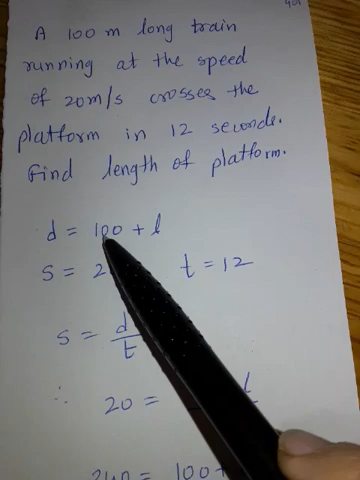 A 100 m long train
running at the speed
of 20m/s crosses the
platform in 12 seconds.
Find length of platform.
d = 100 + l
s = 2 t = 12
s = d
t
∴ 20 = l
240 = 100 +